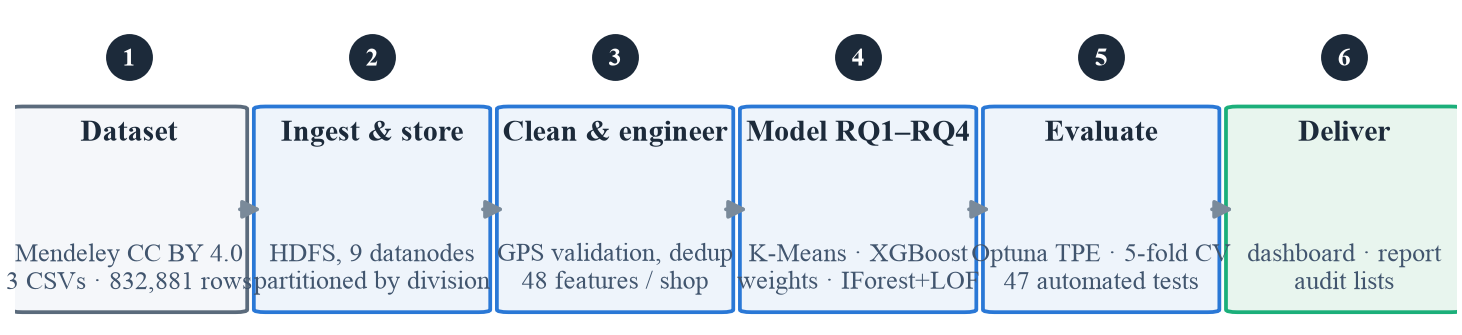 1
Dataset
Mendeley CC BY 4.0
3 CSVs · 832,881 rows
2
Ingest & store
HDFS, 9 datanodes
partitioned by division
3
Clean & engineer
GPS validation, dedup
48 features / shop
4
Model RQ1–RQ4
K-Means · XGBoost
weights · IForest+LOF
5
Evaluate
Optuna TPE · 5-fold CV
47 automated tests
6
Deliver
dashboard · report
audit lists